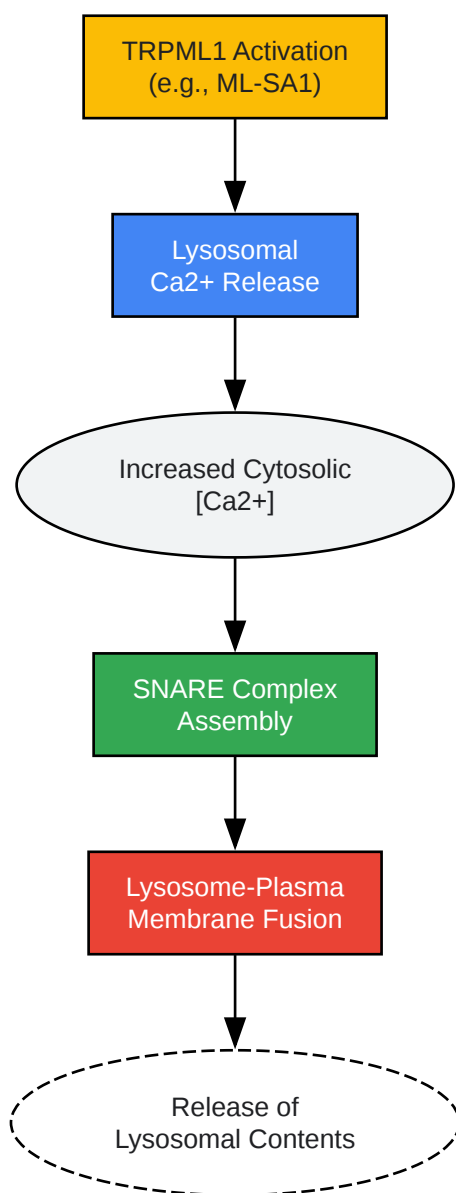 TRPML1 Activation
(e.g., ML-SA1)
Lysosomal
Ca2+ Release
Increased Cytosolic
[Ca2+]
SNARE Complex
Assembly
Lysosome-Plasma
Membrane Fusion
Release of
Lysosomal Contents